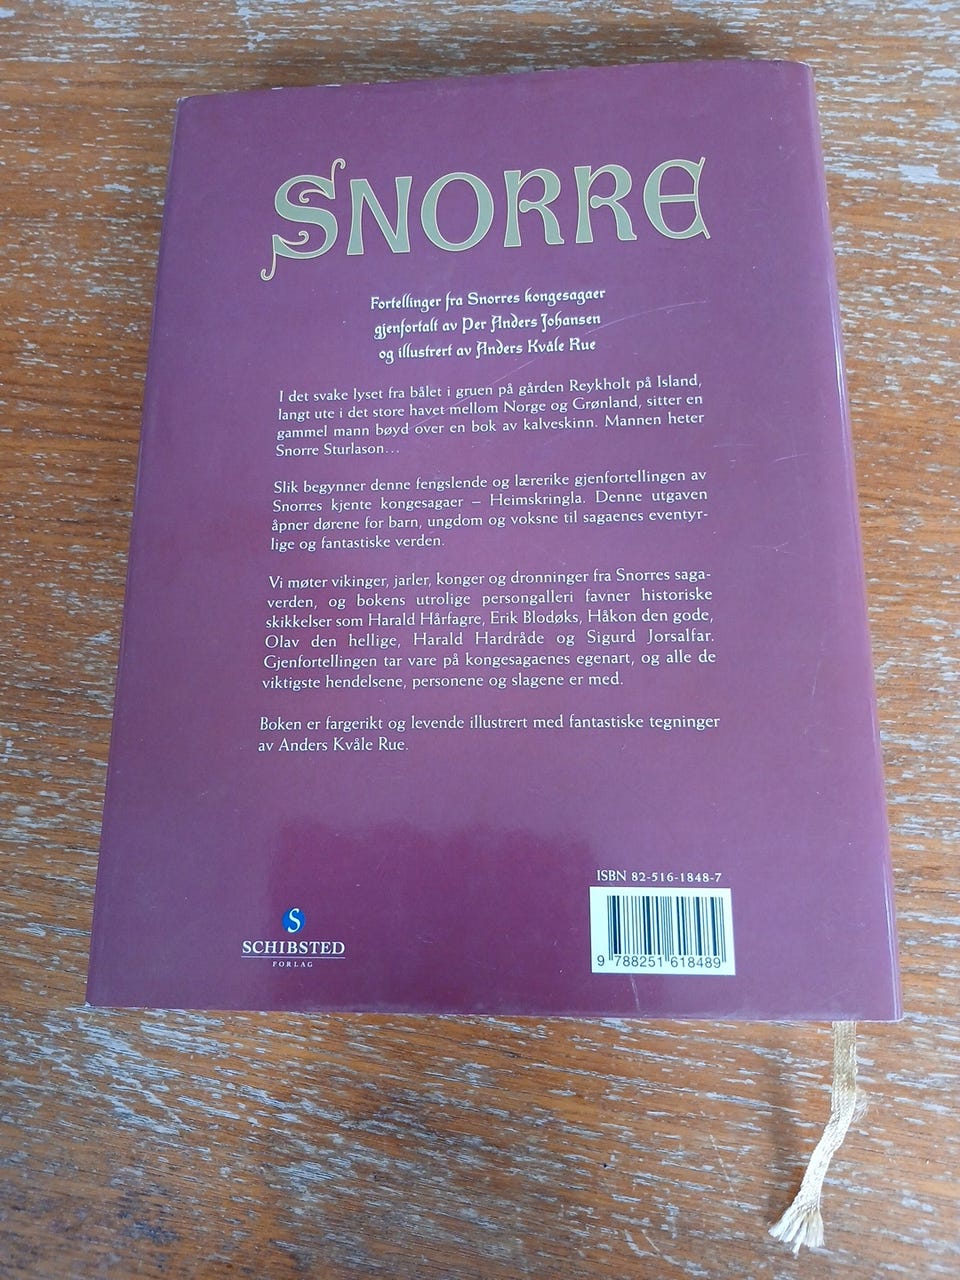 SNORRE
Fortellinger fra Snorres kongesagaer
gjenfortalt av Per Anders Johansen
og illustrert av Anders Kvåle Rue
I det svake lyset fra bålet i gruen på gården Reykholt på Island,
langt ute i det store havet mellom Norge og Grønland, sitter en
gammel mann bøyd over en bok av kalveskinn. Mannen heter
Snorre Sturlason...
Slik begynner denne fengslende og lærerike gjenfortellingen av
Snorres kjente kongesagaer – Heimskringla. Denne utgaven
åpner dørene for barn, ungdom og voksne til sagaenes eventyr-
lige og fantastiske verden.
Vi møter vikinger, jarler, konger og dronninger fra Snorres saga-
verden, og bokens utrolige persongalleri favner historiske
skikkelser som Harald Hårfagre, Erik Blodøks, Håkon den gode,
Olav den hellige, Harald Hardråde og Sigurd Jorsalfar.
Gjenfortellingen tar vare på kongesagaenes egenart, og alle de
viktigste hendelsene, personene og slagene er med.
Boken er fargerikt og levende illustrert med fantastiske tegninger
av Anders Kvåle Rue.
ISBN 82-516-1848-7
9 788251 618489
S
SCHIBSTED
FORLAG